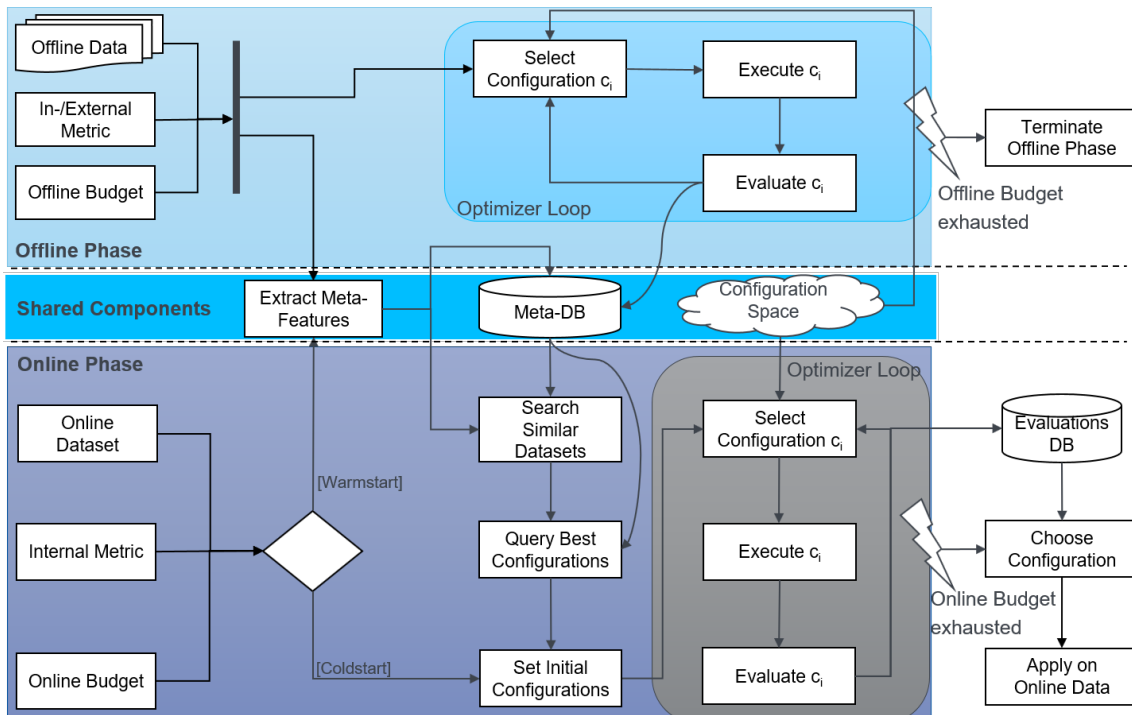 Offline Data
In-/External
Metric
Offline Budget
Select
Configuration ci
Execute ci
Evaluate ci
Optimizer Loop
Offline Budget
exhausted
Terminate
Offline Phase
Offline Phase
Shared Components
Extract Meta-
Features
Meta-DB
Configuration
Space
Online Phase
Online
Dataset
Internal Metric
Online Budget
[Warmstart]
[Coldstart]
Search
Similar
Datasets
Query Best
Configurations
Set Initial
Configurations
Optimizer Loop
Select
Configuration ci
Execute ci
Evaluate ci
Evaluations
DB
Online Budget
exhausted
Choose
Configuration
Apply on
Online Data